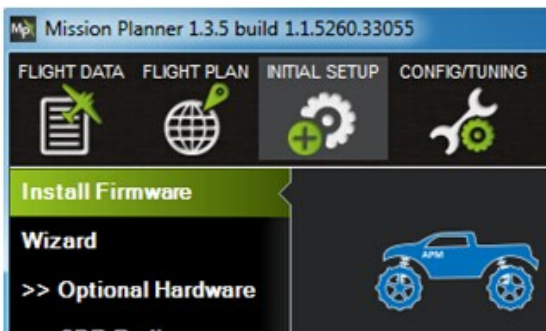 Mp Mission Planner 1.3.5 build 1.1.5260.33055
FLIGHT DATA FLIGHT PLAN INITIAL SETUP CONFIG/TUNING
Install Firmware
Wizard
>> Optional Hardware
APM